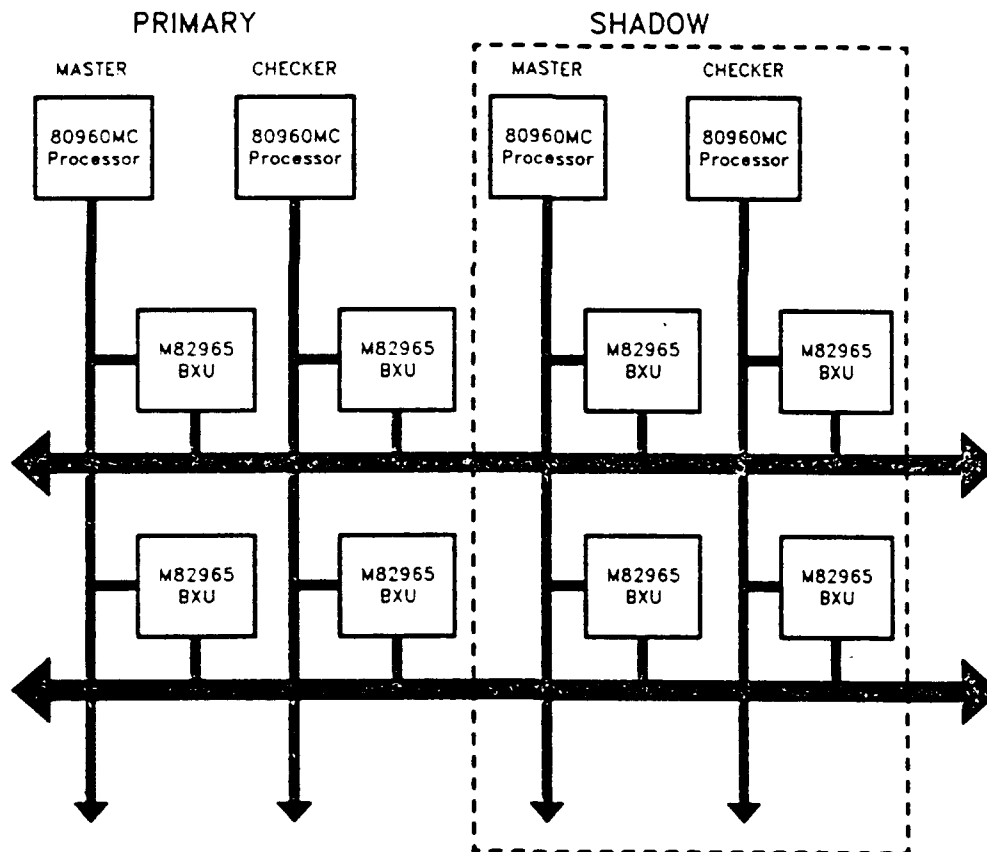 PRIMARY
SHADOW
MASTER
CHECKER
MASTER
CHECKER
80960MC
Processor
80960MC
Processor
80960MC
Processor
80960MC
Processor
M82965
BXU
M82965
BXU
M82965
BXU
M82965
BXU
M82965
BXU
M82965
BXU
M82965
BXU
M82965
BXU